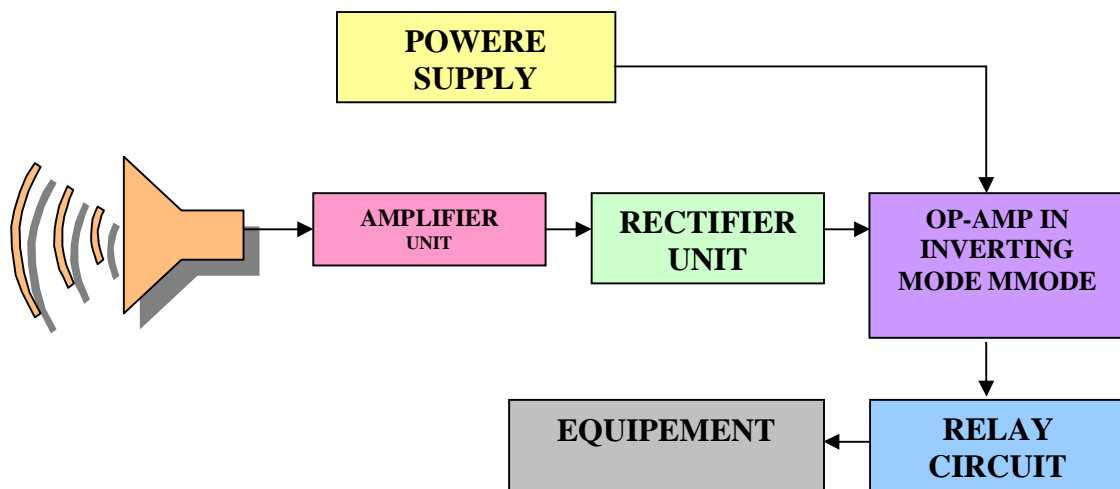 POWERE
SUPPLY
AMPLIFIER
UNIT
RECTIFIER
UNIT
OP-AMP IN
INVERTING
MODE MMODE
EQUIPEMENT
RELAY
CIRCUIT